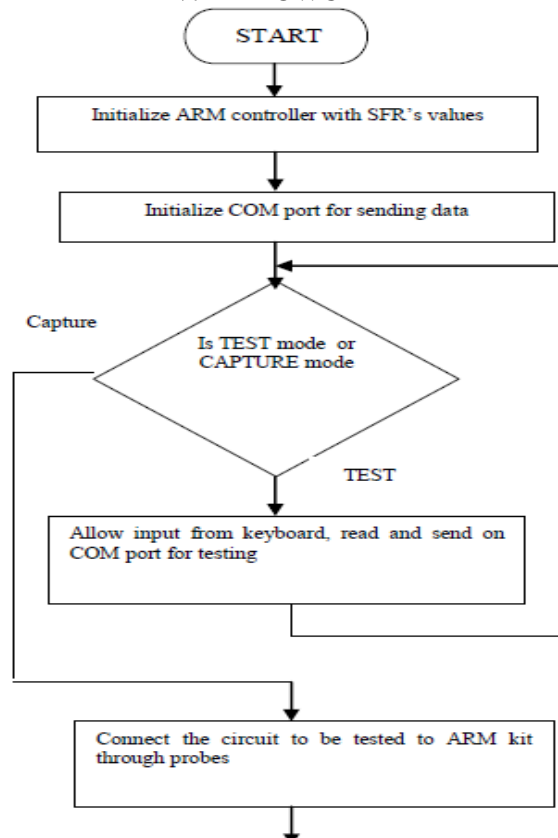 START
Initialize ARM controller with SFR's values
Initialize COM port for sending data
Capture
Is TEST mode or
CAPTURE mode
TEST
Allow input from keyboard, read and send on
COM port for testing
Connect the circuit to be tested to ARM kit
through probes